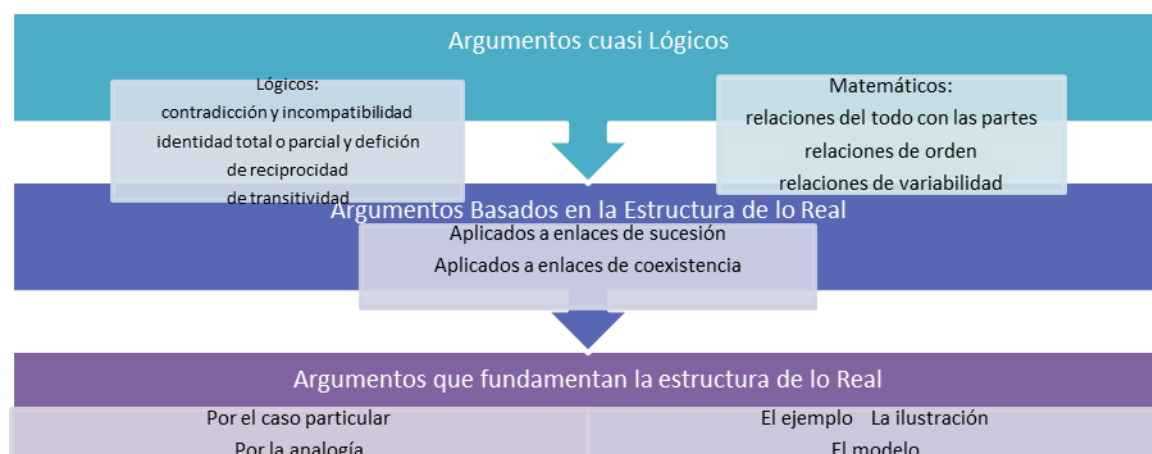 Argumentos cuasi Lógicos
Lógicos:
contradicción y incompatibilidad
identidad total o parcial y defición
de reciprocidad
de transitividad
Matemáticos:
relaciones del todo con las partes
relaciones de orden
relaciones de variabilidad
Argumentos Basados en la Estructura de lo Real
Aplicados a enlaces de sucesión
Aplicados a enlaces de coexistencia
Argumentos que fundamentan la estructura de lo Real
Por el caso particular
Por la analogía
El ejemplo La ilustración
El modelo